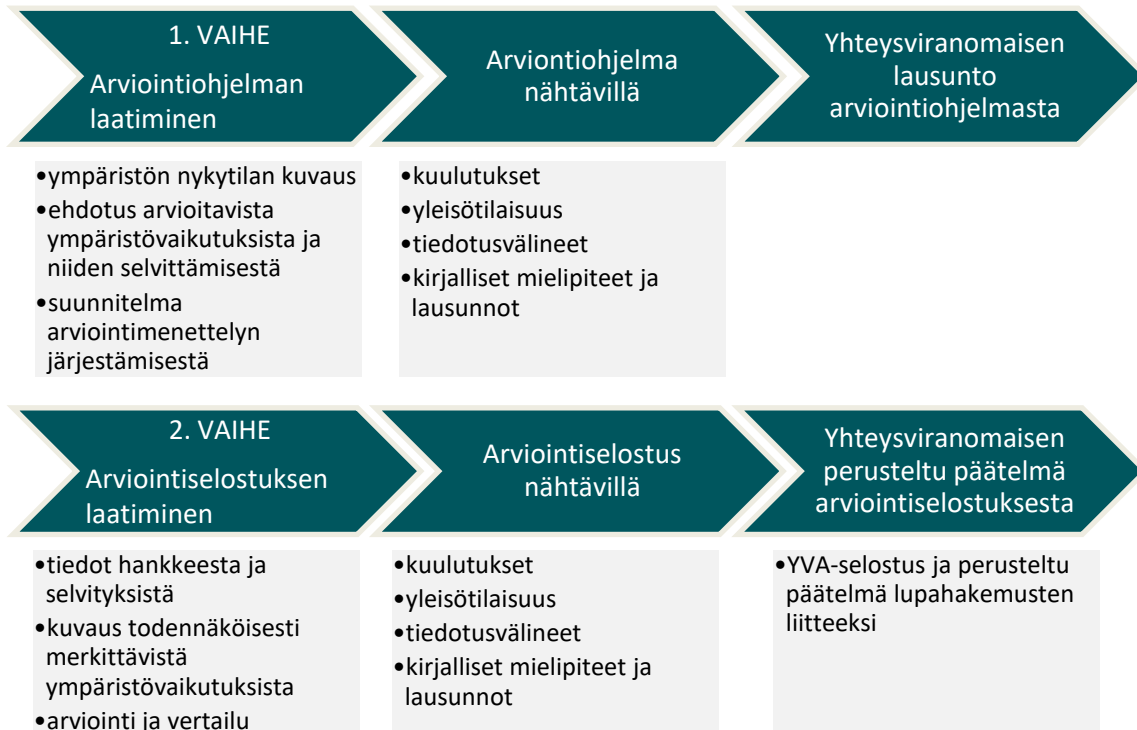 1. VAIHE
Arviointiohjelman
laatiminen
Arviontiohjelma
nähtävillä
Yhteysviranomaisen
lausunto
arviointiohjelmasta
•ympäristön nykytilan kuvaus
•ehdotus arvioitavista
ympäristövaikutuksista ja
niiden selvittämisestä
•suunnitelma
arviointimenettelyn
järjestämisestä
•kuulutukset
•yleisötilaisuus
•tiedotusvälineet
•kirjalliset mielipiteet ja
lausunnot
2. VAIHE
Arviointiselostuksen
laatiminen
Arviointiselostus
nähtävillä
Yhteysviranomaisen
perusteltu päätelmä
arviointiselostuksesta
•tiedot hankkeesta ja
selvityksistä
•kuvaus todennäköisesti
merkittävistä
ympäristövaikutuksista
•arviointi ja vertailu
•kuulutukset
•yleisötilaisuus
•tiedotusvälineet
•kirjalliset mielipiteet ja
lausunnot
•YVA-selostus ja perusteltu
päätelmä lupahakemusten
liitteeksi